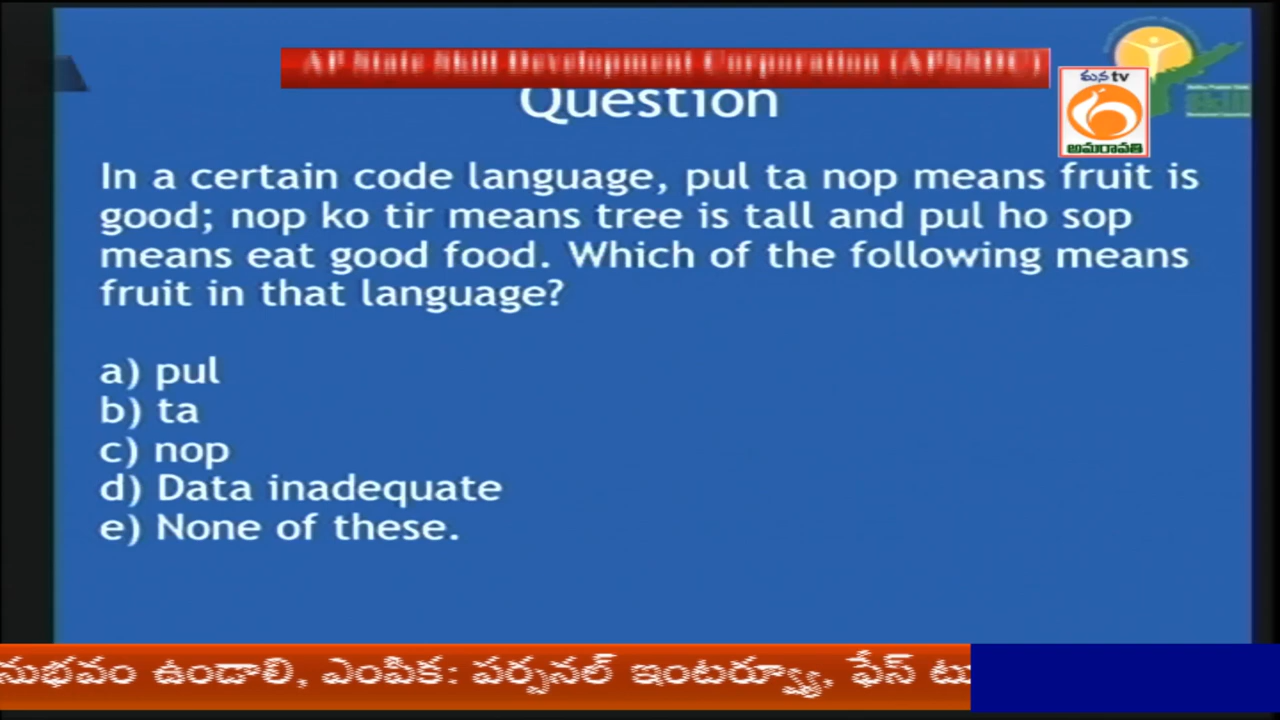 AP State Skill Development Corporation (APSSDC)
Question
మన tv
అమరావతి
In a certain code language, pul ta nop means fruit is
good; nop ko tir means tree is tall and pul ho sop
means eat good food. Which of the following means
fruit in that language?
a) pul
b) ta
c) nop
d) Data inadequate
e) None of these.
నుభవం ఉండాలి, ఎంపిక: పర్సనల్ ఇంటర్వ్యూ, ఫేస్ టు